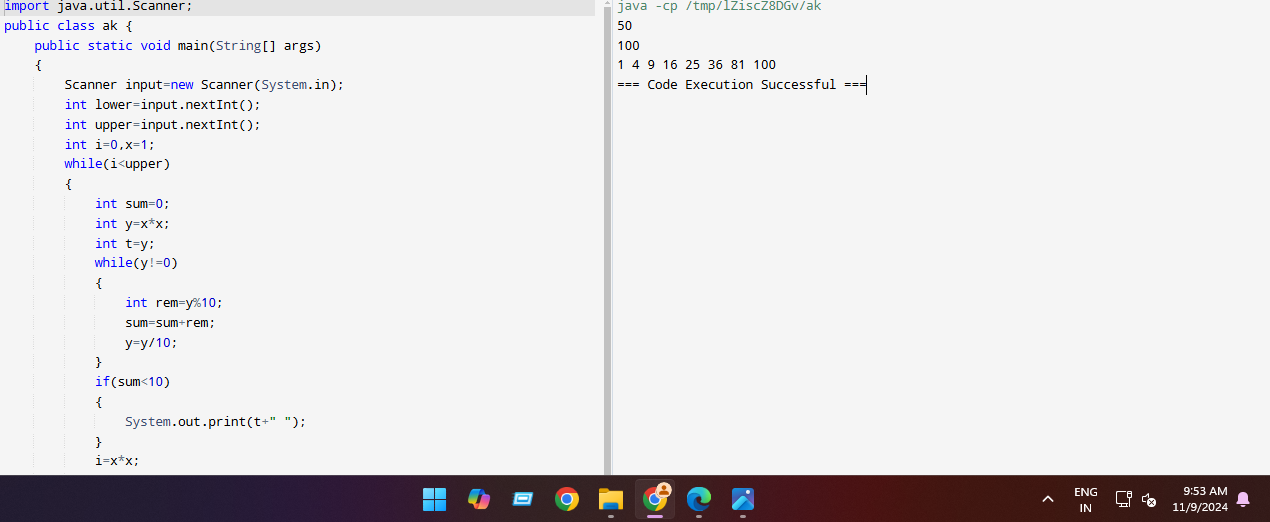 import java.util.Scanner;
public class ak {
    public static void main(String[] args)
    {
        Scanner input=new Scanner(System.in);
        int lower=input.nextInt();
        int upper=input.nextInt();
        int i=0,x=1;
        while(i<upper)
        {
            int sum=0;
            int y=x*x;
            int t=y;
            while(y!=0)
            {
                int rem=y%10;
                sum=sum+rem;
                y=y/10;
            }
            if(sum<10)
            {
                System.out.print(t+" ");
            }
            i=x*x;
java -cp /tmp/lZiscZ8DGv/ak
50
100
1 4 9 16 25 36 81 100
=== Code Execution Successful ===
ENG
IN
9:53 AM
11/9/2024